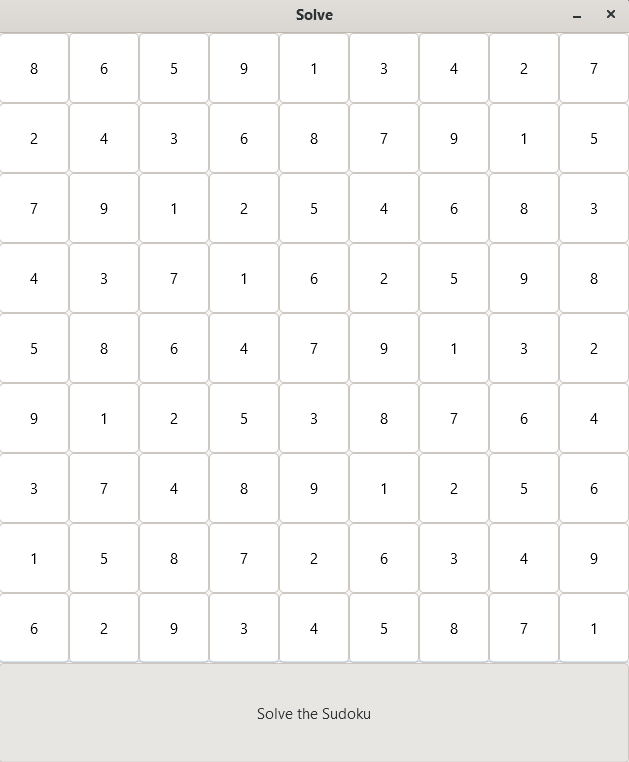 Solve
8 6 5 9 1 3 4 2 7
2 4 3 6 8 7 9 1 5
7 9 1 2 5 4 6 8 3
4 3 7 1 6 2 5 9 8
5 8 6 4 7 9 1 3 2
9 1 2 5 3 8 7 6 4
3 7 4 8 9 1 2 5 6
1 5 8 7 2 6 3 4 9
6 2 9 3 4 5 8 7 1
Solve the Sudoku